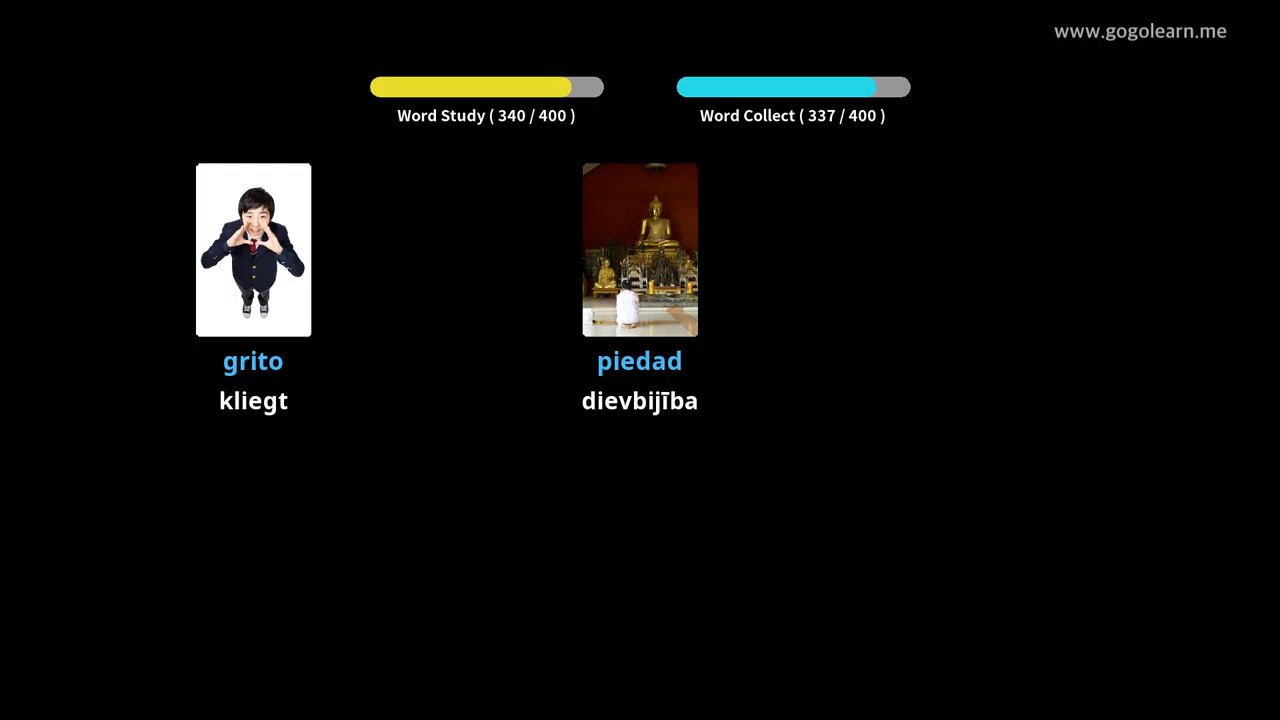 www.gogolearn.me
Word Study ( 340 / 400 )
Word Collect ( 337 / 400 )
grito
kliegt
piedad
dievbijība